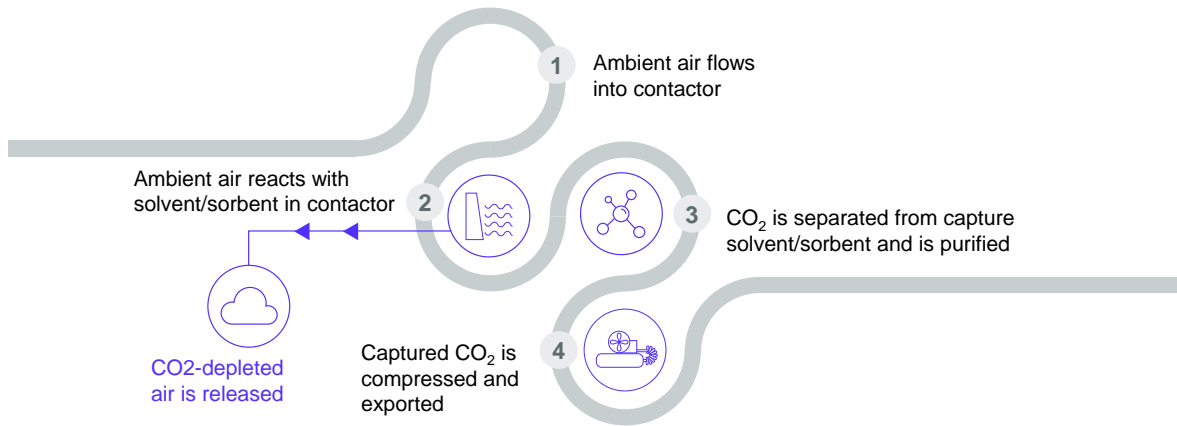 1
Ambient air flows
into contactor
Ambient air reacts with
solvent/sorbent in contactor
2
3
CO₂ is separated from capture
solvent/sorbent and is purified
CO2-depleted
air is released
4
Captured CO₂ is
compressed and
exported